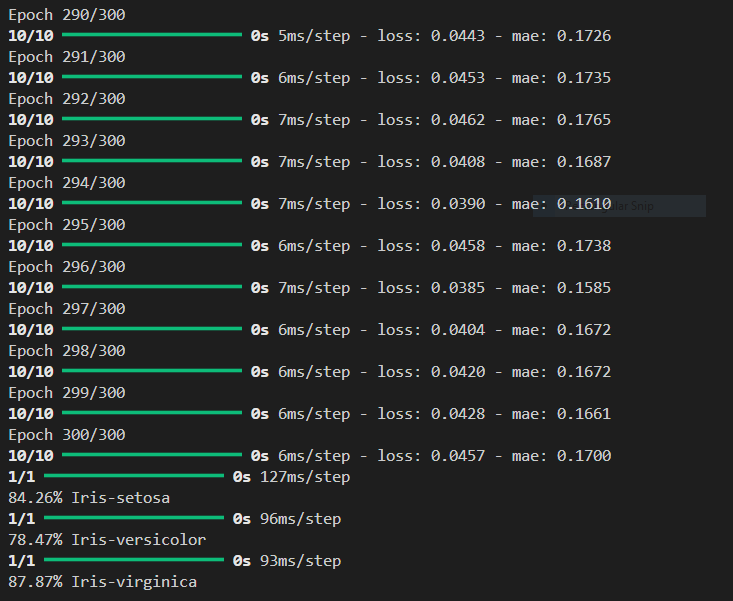 Epoch 290/300
10/10 0s 5ms/step - loss: 0.0443 - mae: 0.1726
Epoch 291/300
10/10 0s 6ms/step - loss: 0.0453 - mae: 0.1735
Epoch 292/300
10/10 0s 7ms/step - loss: 0.0462 - mae: 0.1765
Epoch 293/300
10/10 0s 7ms/step - loss: 0.0408 - mae: 0.1687
Epoch 294/300
10/10 0s 7ms/step - loss: 0.0390 - mae: 0.1610
Snip
Epoch 295/300
10/10 0s 6ms/step - loss: 0.0458 - mae: 0.1738
Epoch 296/300
10/10 0s 7ms/step - loss: 0.0385 - mae: 0.1585
Epoch 297/300
10/10 0s 6ms/step - loss: 0.0404 - mae: 0.1672
Epoch 298/300
10/10 0s 6ms/step - loss: 0.0420 - mae: 0.1672
Epoch 299/300
10/10 0s 6ms/step - loss: 0.0428 - mae: 0.1661
Epoch 300/300
10/10 0s 6ms/step - loss: 0.0457 - mae: 0.1700
1/1 0s 127ms/step
84.26% Iris-setosa
1/1 0s 96ms/step
78.47% Iris-versicolor
1/1 0s 93ms/step
87.87% Iris-virginica